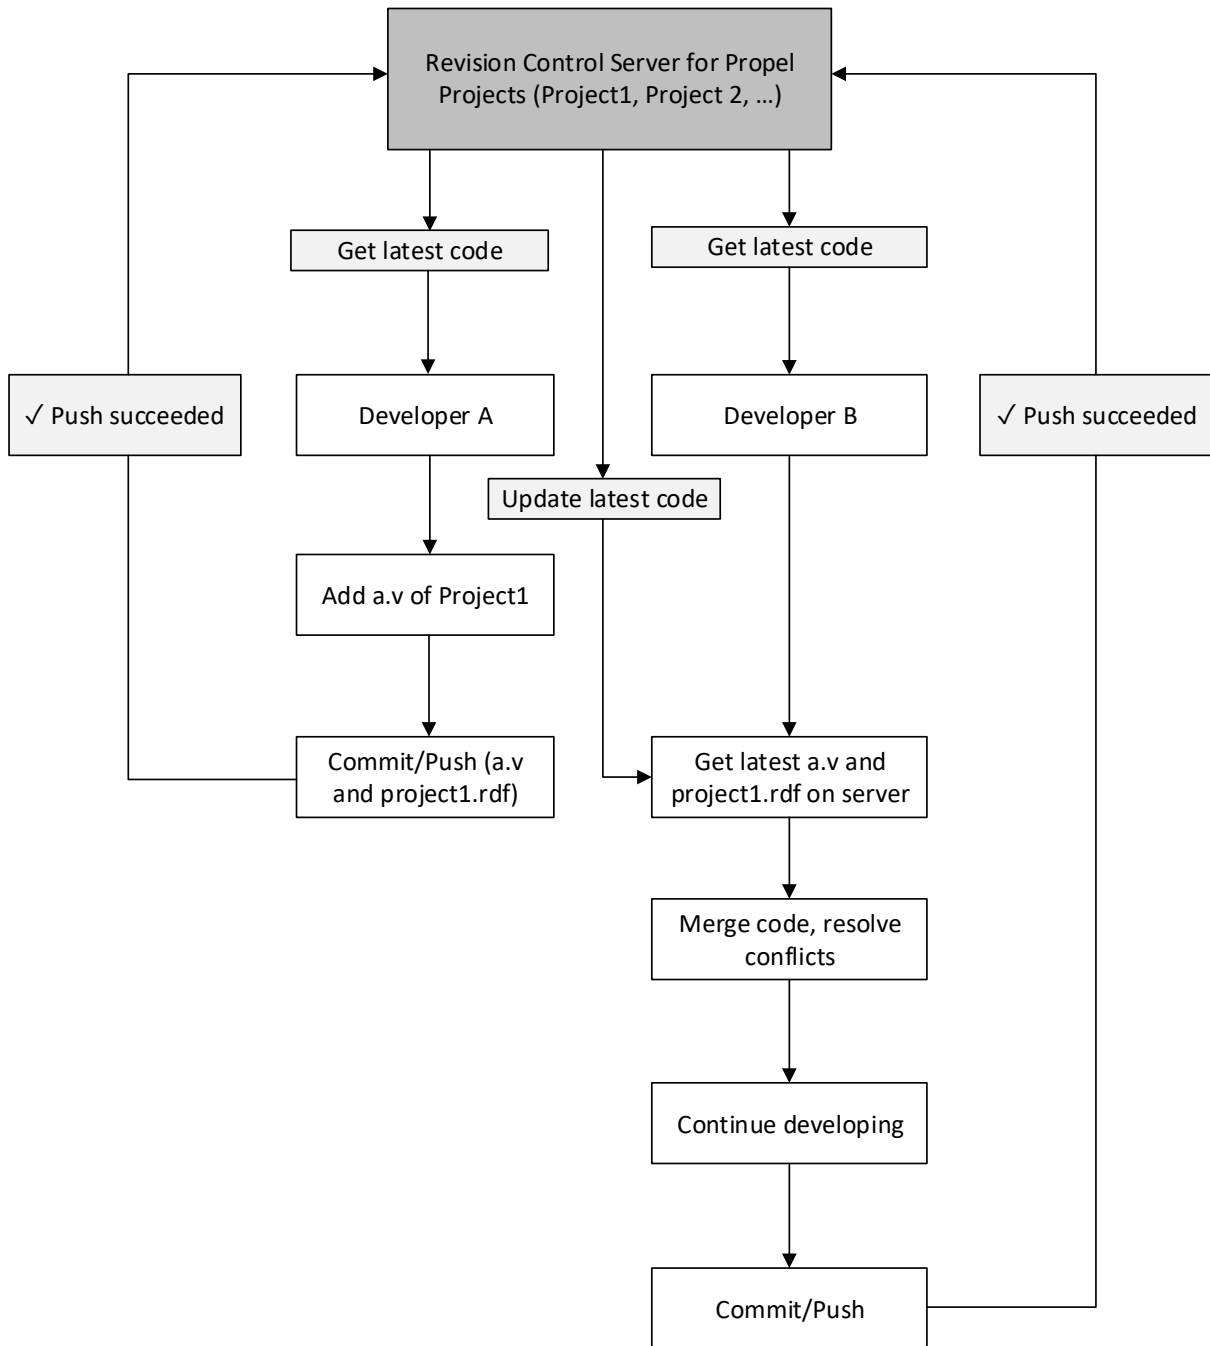 Revision Control Server for Propel
Projects (Project1, Project 2, ...)
Get latest code
Get latest code
✓ Push succeeded
Developer A
Developer B
✓ Push succeeded
Update latest code
Add a.v of Project1
Commit/Push (a.v
and project1.rdf)
Get latest a.v and
project1.rdf on server
Merge code, resolve
conflicts
Continue developing
Commit/Push